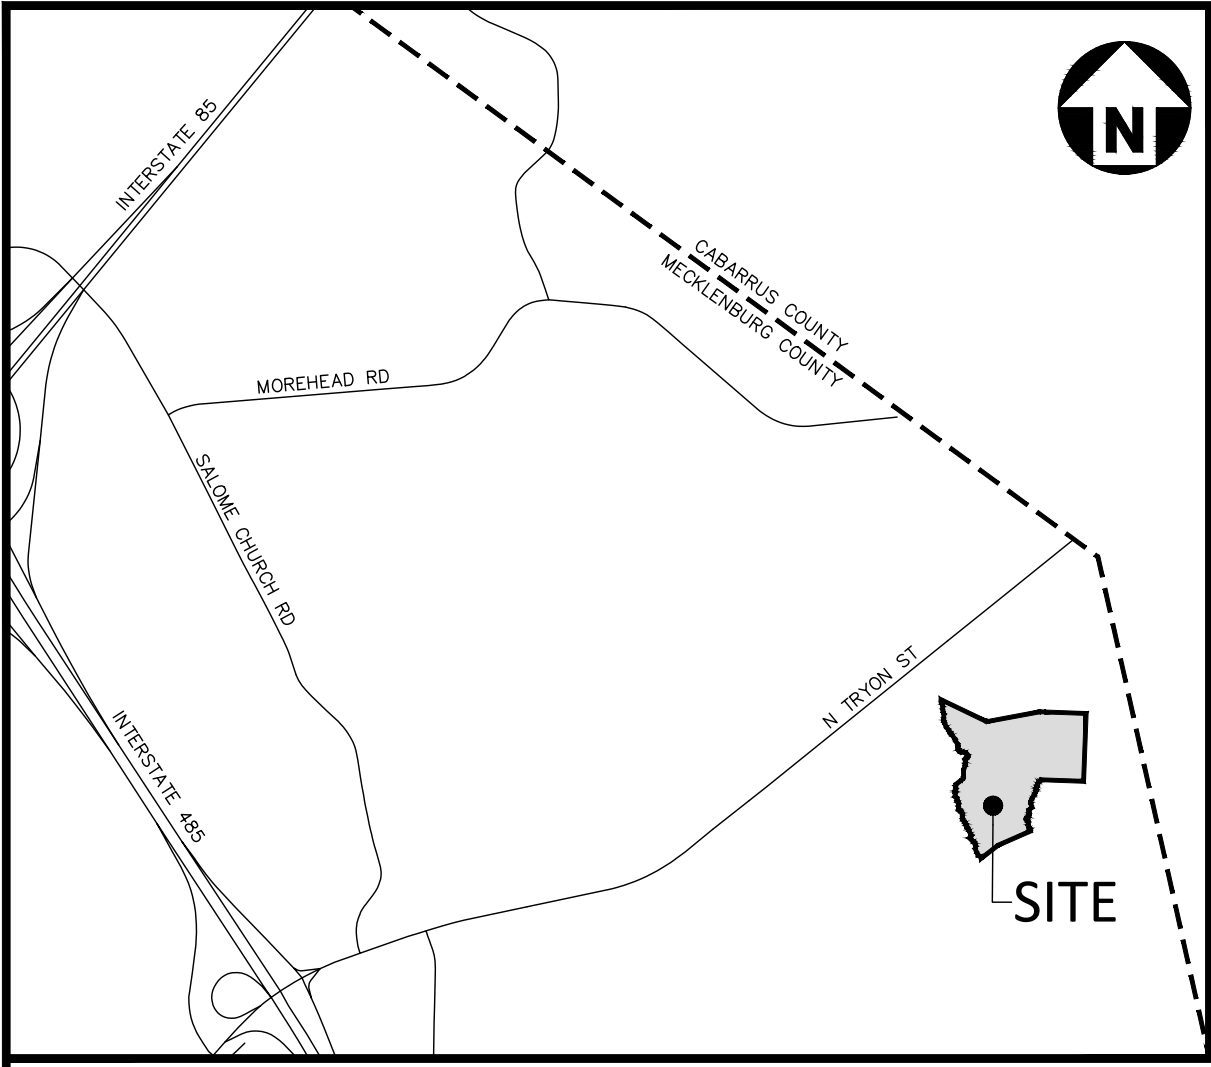 INTERSTATE 85
N
CABARRUS COUNTY
MECKLENBURG COUNTY
MOREHEAD RD
SALOME CHURCH RD
N TRYON ST
INTERSTATE 485
SITE